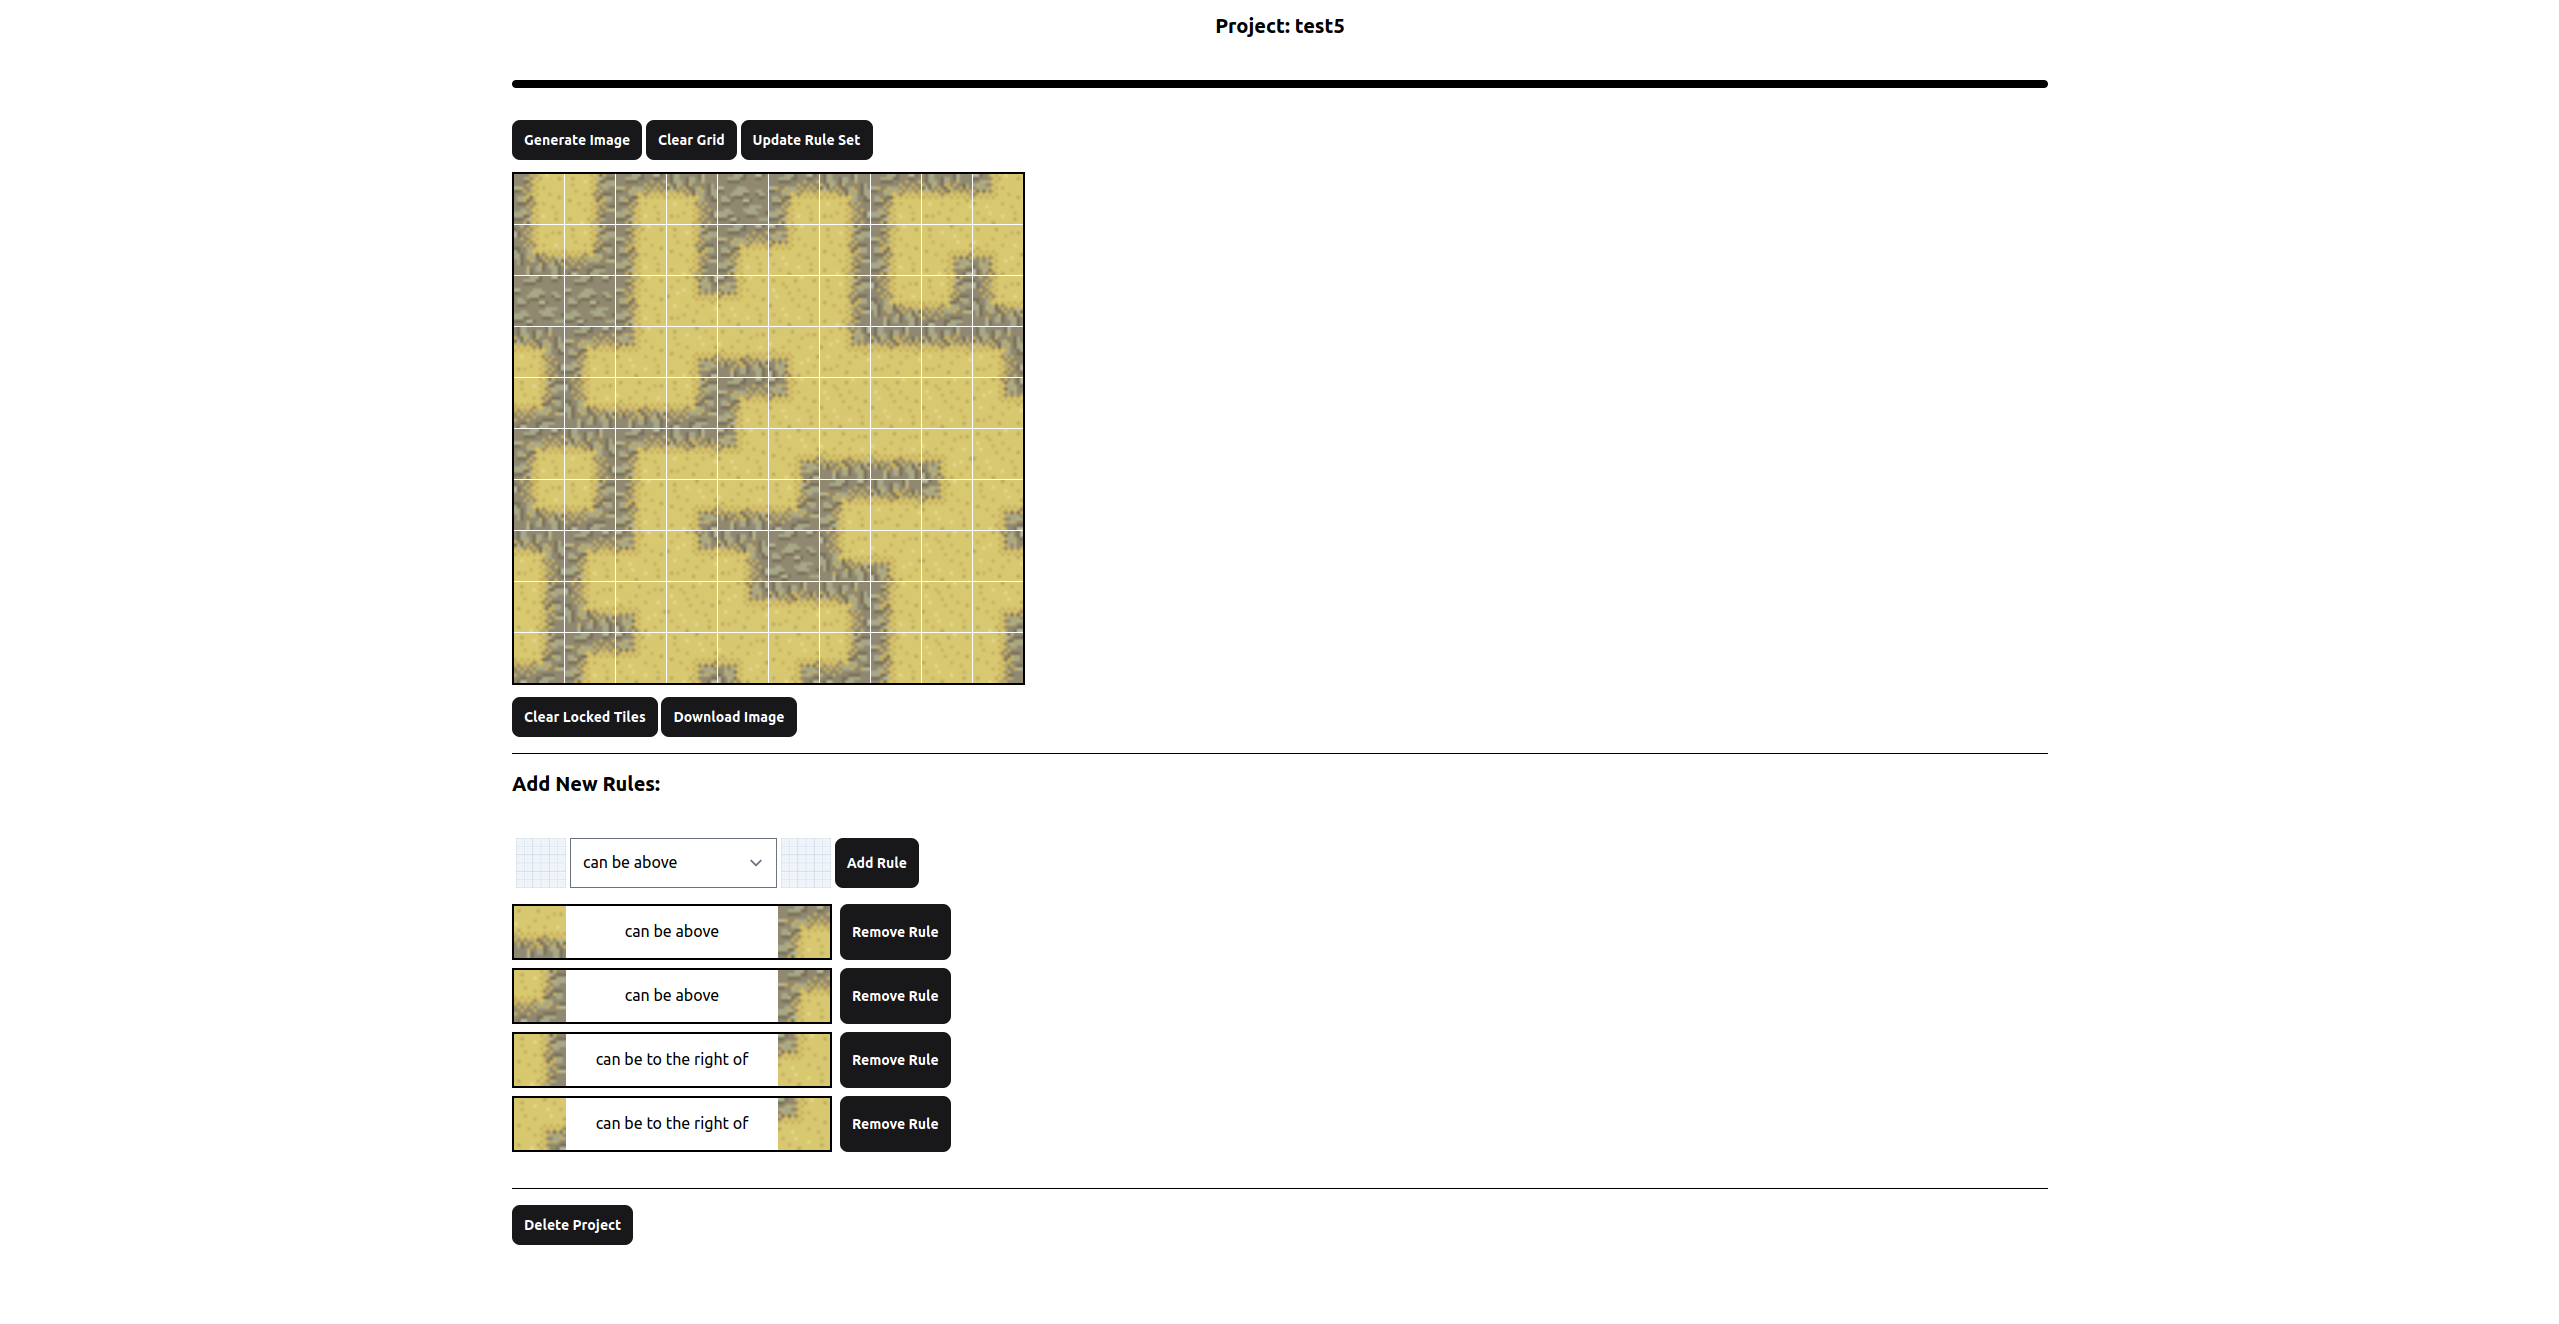 Project: test5
Generate Image Clear Grid Update Rule Set
Clear Locked Tiles Download Image
Add New Rules:
can be above Add Rule
can be above Remove Rule
can be above Remove Rule
can be to the right of Remove Rule
can be to the right of Remove Rule
Delete Project